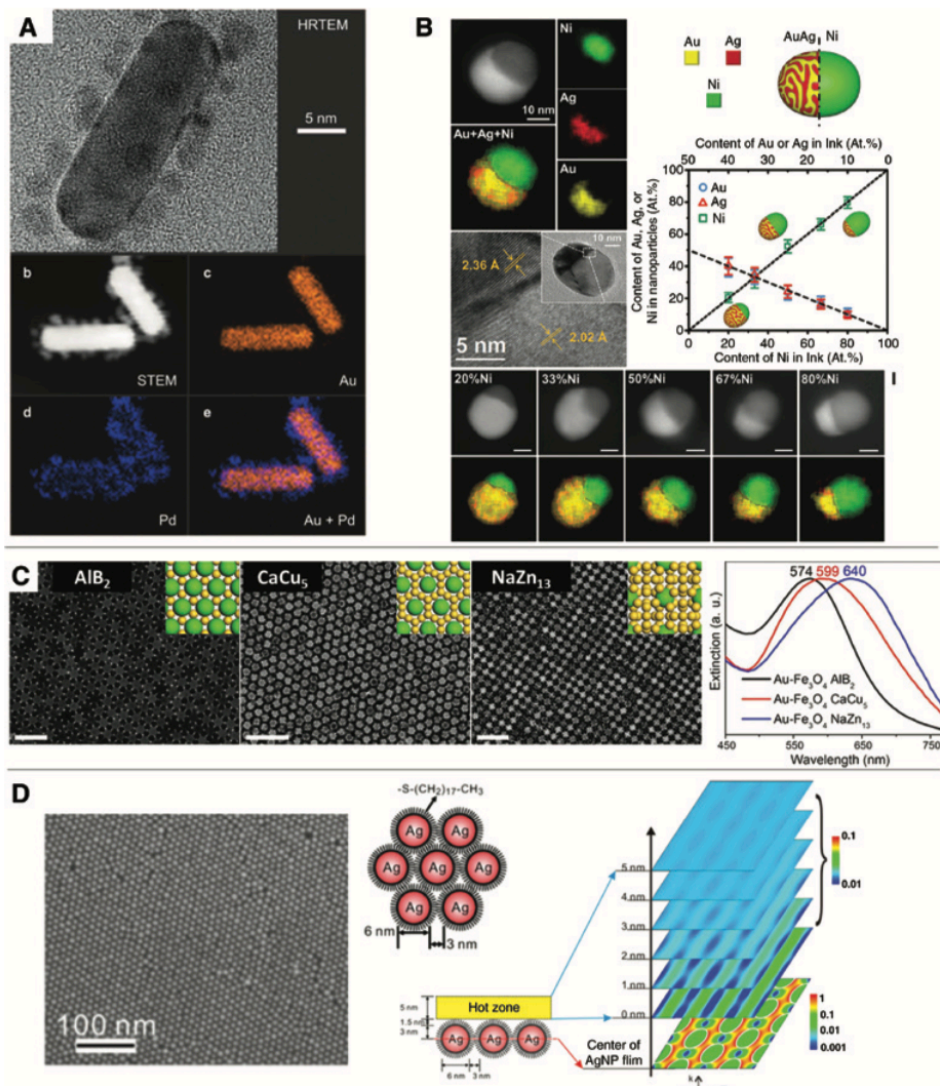 A
HRTEM
5 nm
b
STEM
c
Au
d
Pd
e
Au + Pd
B
10 nm
Au+Ag+Ni
Ni
Ag
Au
Au Ag
Ni
AuAg Ni
2.36 Å
2.02 Å
10 nm
5 nm
Content of Au or Ag in Ink (At.%)
50 40 30 20 10 0
Content of Au, Ag, or
Ni in nanoparticles (At.%)
100
80
60
40
20
0
Au
Ag
Ni
0 20 40 60 80 100
Content of Ni in Ink (At.%)
20%Ni 33%Ni 50%Ni 67%Ni 80%Ni I
C
AlB2
CaCu5
NaZn13
574 599 640
Extinction (a. u.)
Au-Fe3O4 AlB2
Au-Fe3O4 CaCu5
Au-Fe3O4 NaZn13
450 550 650 750
Wavelength (nm)
D
100 nm
-S-(CH2)17-CH3
Ag Ag
Ag Ag Ag
Ag Ag
6 nm
3 nm
Hot zone
5 nm
1.5 nm
3 nm
Ag Ag Ag
6 nm 3 nm
5 nm
4 nm
3 nm
2 nm
1 nm
0 nm
Center of
AgNP flim
k
0.1
0.01
1
0.1
0.01
0.001